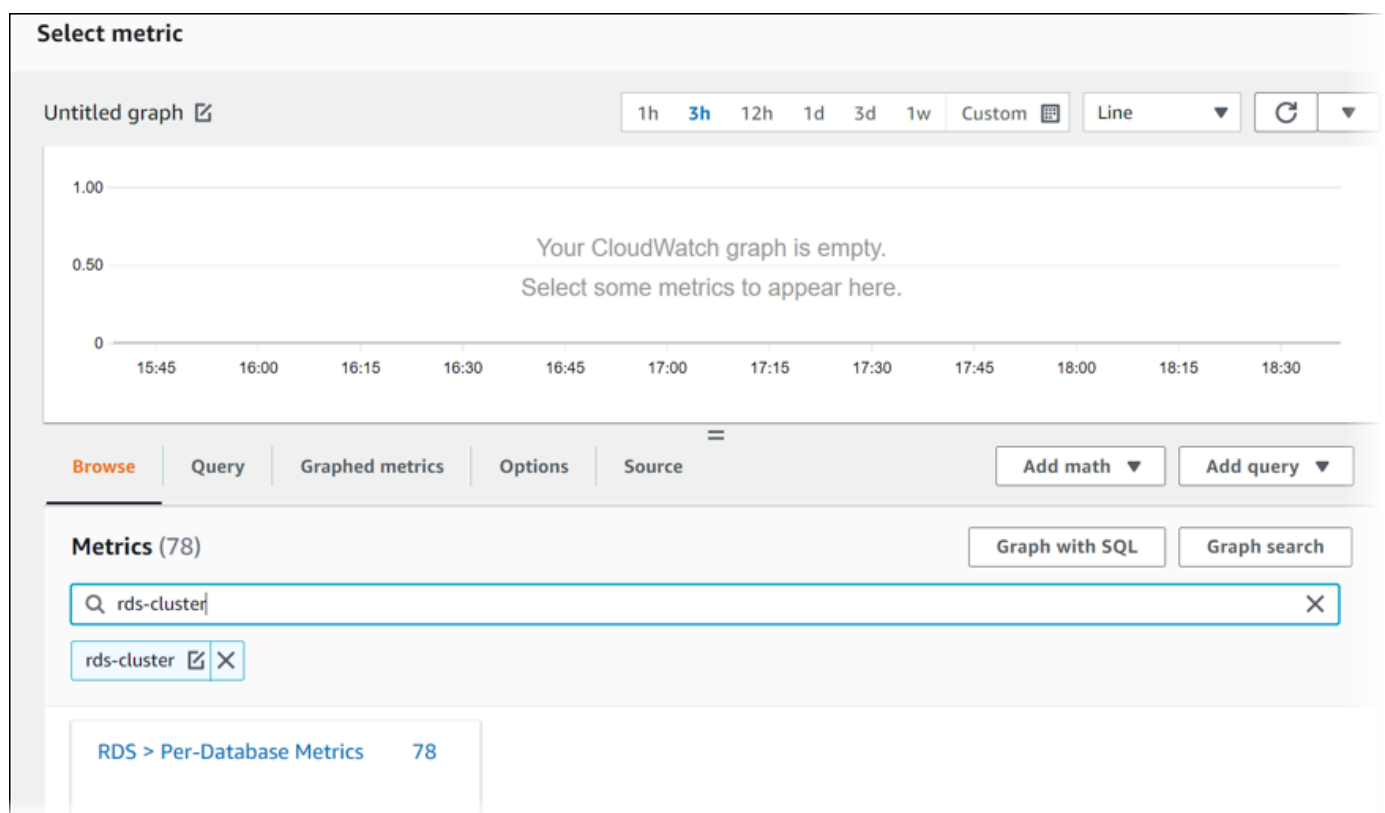 Select metric
Untitled graph
1h 3h 12h 1d 3d 1w Custom Line
1.00
Your CloudWatch graph is empty.
0.50
Select some metrics to appear here.
0
15:45 16:00 16:15 16:30 16:45 17:00 17:15 17:30 17:45 18:00 18:15 18:30
Browse Query Graphed metrics Options Source Add math Add query
Metrics (78) Graph with SQL Graph search
rds-cluster
rds-cluster
RDS > Per-Database Metrics 78